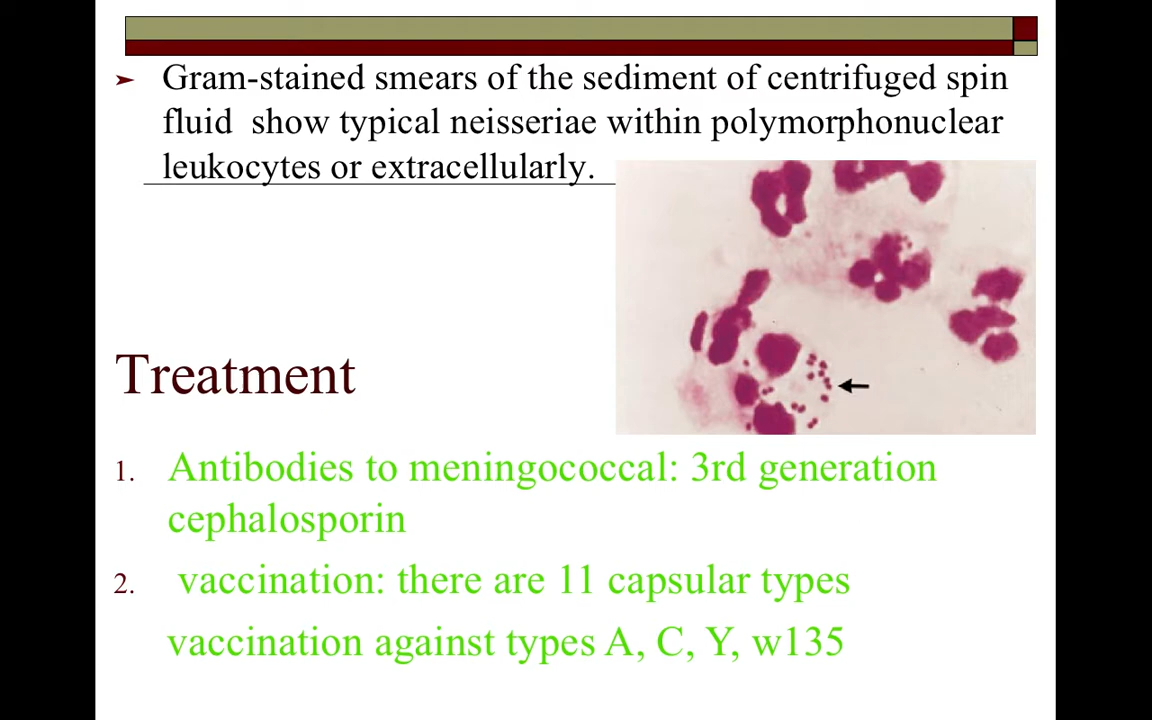 ➢ Gram-stained smears of the sediment of centrifuged spin
fluid show typical neisseriae within polymorphonuclear
leukocytes or extracellularly.
Treatment
1. Antibodies to meningococcal: 3rd generation
cephalosporin
2. vaccination: there are 11 capsular types
vaccination against types A, C, Y, w135